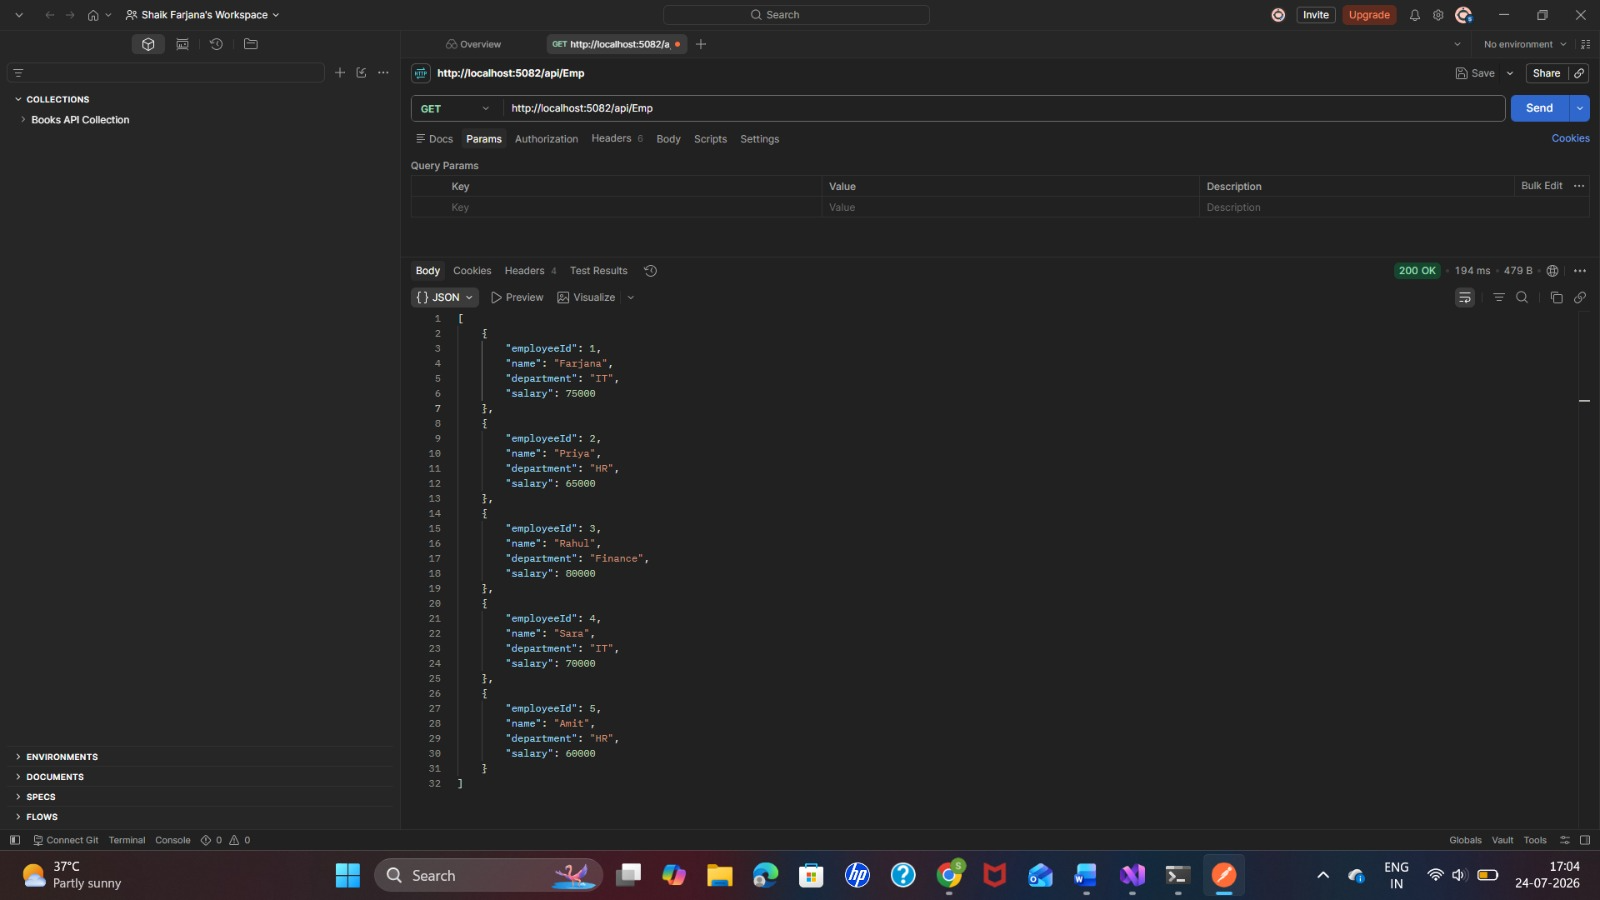 Shaik Farjana's Workspace
Search
Invite
Upgrade
Overview
GET http://localhost:5082/a
No environment
HTTP
http://localhost:5082/api/Emp
Save
Share
COLLECTIONS
Books API Collection
GET
http://localhost:5082/api/Emp
Send
Docs
Params
Authorization
Headers 6
Body
Scripts
Settings
Cookies
Query Params
Key
Value
Description
Bulk Edit
Key
Value
Description
Body
Cookies
Headers 4
Test Results
200 OK
194 ms
479 B
{} JSON
Preview
Visualize
1 [
2 {
3 "employeeId": 1,
4 "name": "Farjana",
5 "department": "IT",
6 "salary": 75000
7 },
8 {
9 "employeeId": 2,
10 "name": "Priya",
11 "department": "HR",
12 "salary": 65000
13 },
14 {
15 "employeeId": 3,
16 "name": "Rahul",
17 "department": "Finance",
18 "salary": 80000
19 },
20 {
21 "employeeId": 4,
22 "name": "Sara",
23 "department": "IT",
24 "salary": 70000
25 },
26 {
27 "employeeId": 5,
28 "name": "Amit",
29 "department": "HR",
30 "salary": 60000
31 }
32 ]
ENVIRONMENTS
DOCUMENTS
SPECS
FLOWS
Connect Git
Terminal
Console
0
0
Globals
Vault
Tools
37°C
Partly sunny
Search
hp
S
W
ENG
IN
17:04
24-07-2026